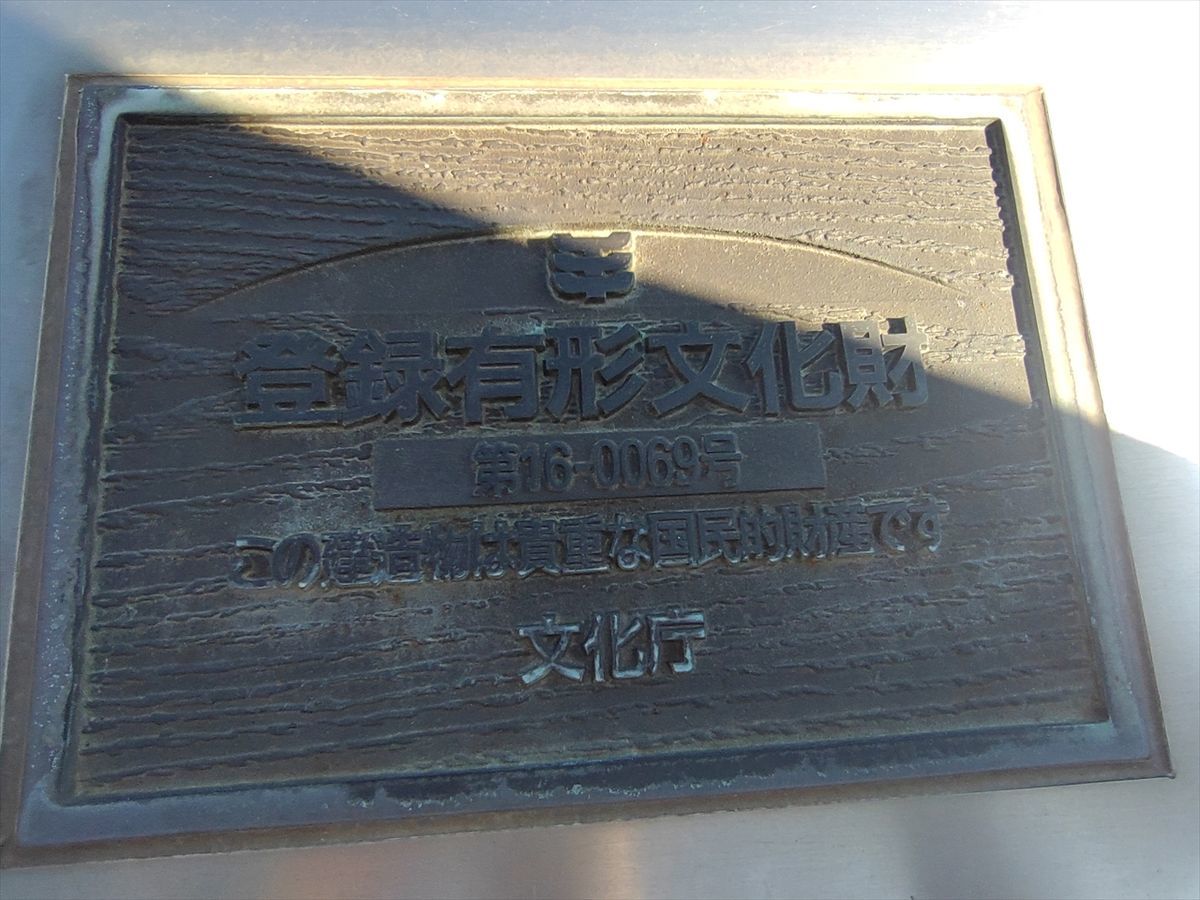 登録有形文化財
第16-0069号
この建造物は貴重な国民的財産です
文化庁